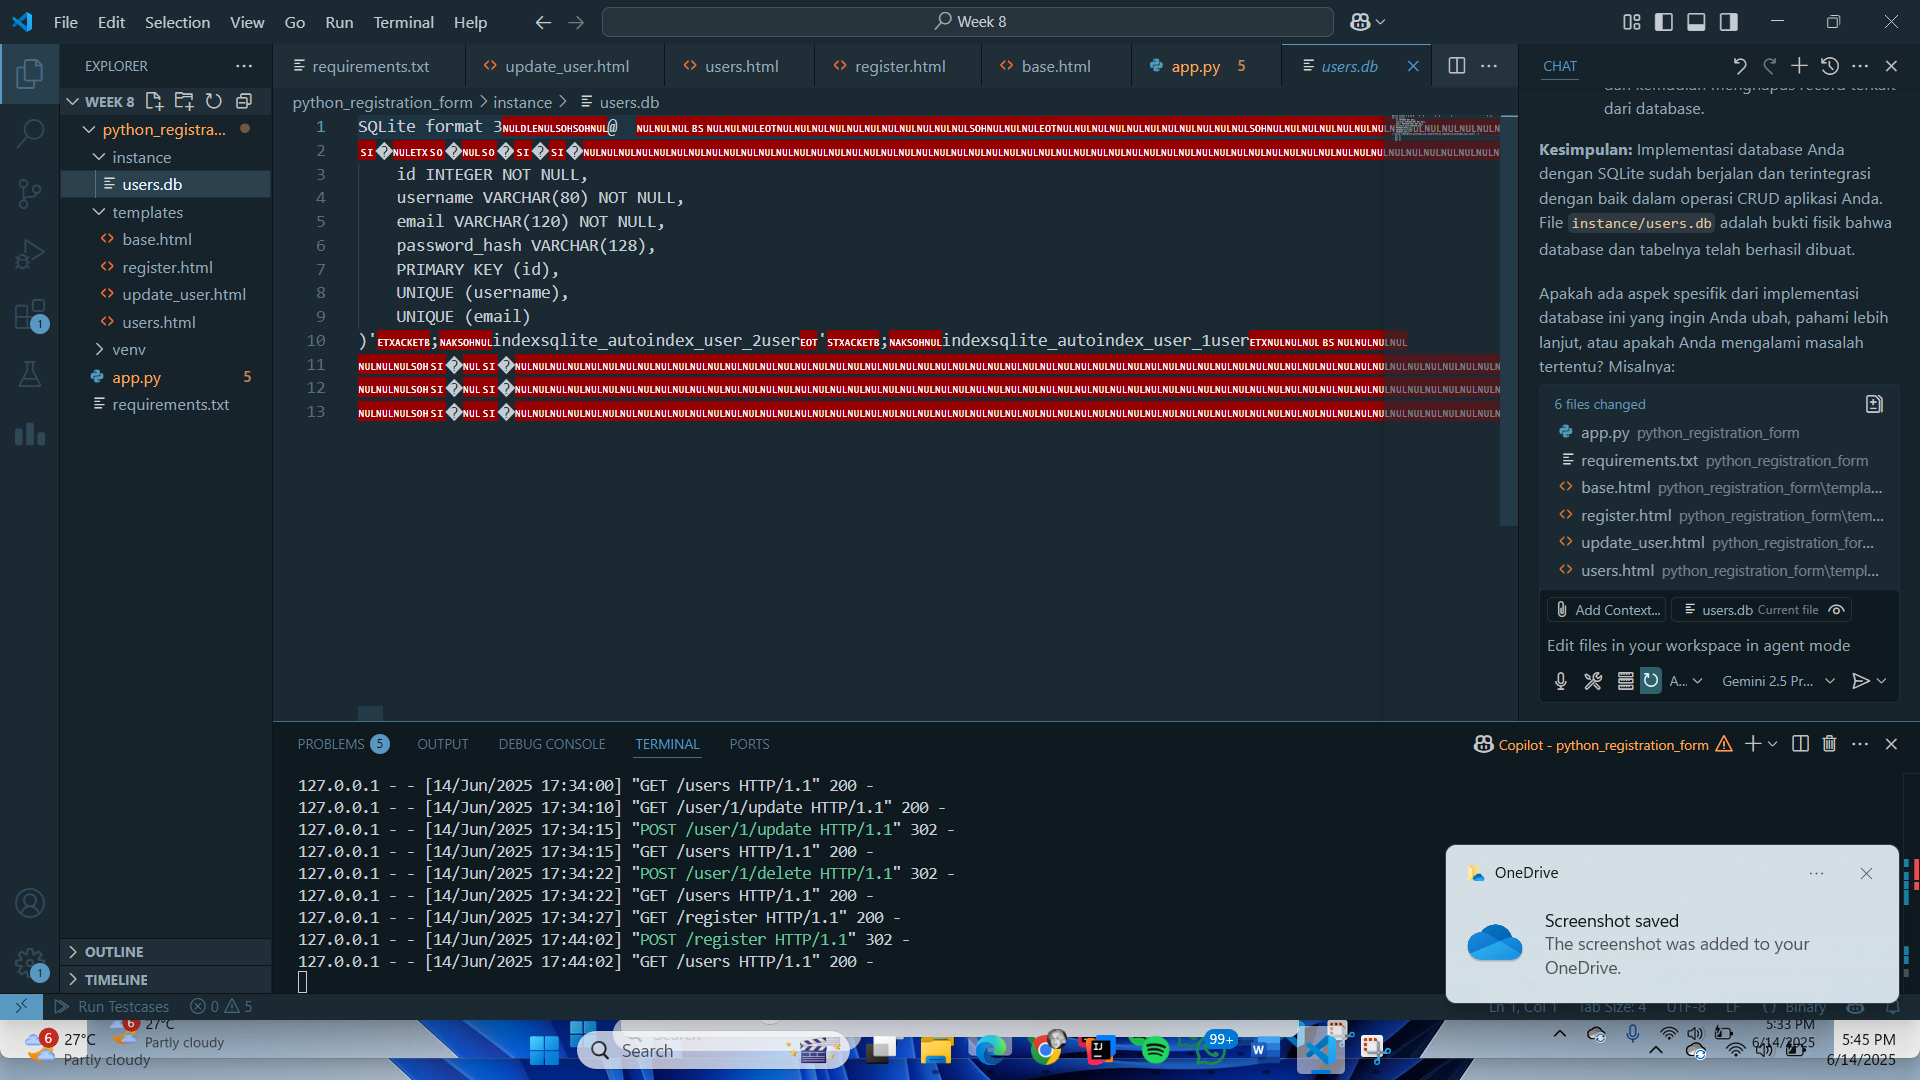 File Edit Selection View Go Run Terminal Help
Week 8
EXPLORER
WEEK 8
python_registra...
instance
users.db
templates
base.html
register.html
update_user.html
users.html
venv
app.py 5
requirements.txt
OUTLINE
TIMELINE
1
1
requirements.txt
update_user.html
users.html
register.html
base.html
app.py 5
users.db
python_registration_form > instance > users.db
1 SQLite format 3
2
3 id INTEGER NOT NULL,
4 username VARCHAR(80) NOT NULL,
5 email VARCHAR(120) NOT NULL,
6 password_hash VARCHAR(128),
7 PRIMARY KEY (id),
8 UNIQUE (username),
9 UNIQUE (email)
10 )'ETXACKETB;NAKSOHNULindexsqlite_autoindex_user_2userEOT'STXACKETB;NAKSOHNULindexsqlite_autoindex_user_1user
11
12
13
CHAT
dari database.
Kesimpulan: Implementasi database Anda
dengan SQLite sudah berjalan dan terintegrasi
dengan baik dalam operasi CRUD aplikasi Anda.
File instance/users.db adalah bukti fisik bahwa
database dan tabelnya telah berhasil dibuat.
Apakah ada aspek spesifik dari implementasi
database ini yang ingin Anda ubah, pahami lebih
lanjut, atau apakah Anda mengalami masalah
tertentu? Misalnya:
6 files changed
app.py python_registration_form
requirements.txt python_registration_form
base.html python_registration_form\templa...
register.html python_registration_form\tem...
update_user.html python_registration_for...
users.html python_registration_form\templ...
Add Context...
users.db Current file
Edit files in your workspace in agent mode
A...
Gemini 2.5 Pr...
PROBLEMS 5 OUTPUT DEBUG CONSOLE TERMINAL PORTS
Copilot - python_registration_form
127.0.0.1 - - [14/Jun/2025 17:34:00] "GET /users HTTP/1.1" 200 -
127.0.0.1 - - [14/Jun/2025 17:34:10] "GET /user/1/update HTTP/1.1" 200 -
127.0.0.1 - - [14/Jun/2025 17:34:15] "POST /user/1/update HTTP/1.1" 302 -
127.0.0.1 - - [14/Jun/2025 17:34:15] "GET /users HTTP/1.1" 200 -
127.0.0.1 - - [14/Jun/2025 17:34:22] "POST /user/1/delete HTTP/1.1" 302 -
127.0.0.1 - - [14/Jun/2025 17:34:22] "GET /users HTTP/1.1" 200 -
127.0.0.1 - - [14/Jun/2025 17:34:27] "GET /register HTTP/1.1" 200 -
127.0.0.1 - - [14/Jun/2025 17:44:02] "POST /register HTTP/1.1" 302 -
127.0.0.1 - - [14/Jun/2025 17:44:02] "GET /users HTTP/1.1" 200 -
OneDrive
Screenshot saved
The screenshot was added to your
OneDrive.
Run Testcases 0 5
Ln 1, Col 1 Tab Size: 4 UTF-8 LF Binary
6 27°C
Partly cloudy
6 27°C
Partly cloudy
Search
99+
5:33 PM
6/14/2025
5:45 PM
6/14/2025